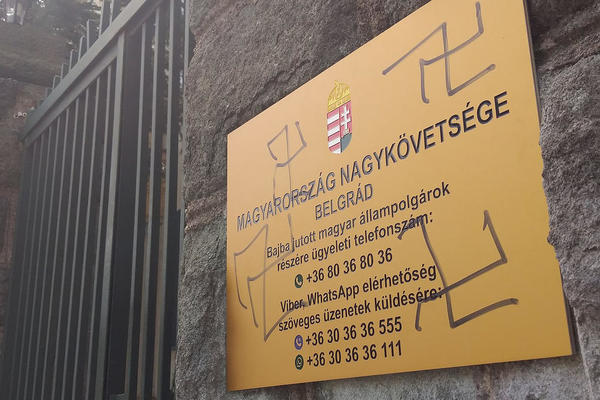 MAGYARORSZÁG NAGYKÖVETSÉGE
BELGRÁD
Bajba jutott magyar állampolgárok
részére ügyeleti telefonszám:
+36 80 36 80 36
Viber, WhatsApp elérhetőség
szöveges üzenetek küldésére:
+36 30 36 36 555
+36 30 36 36 111